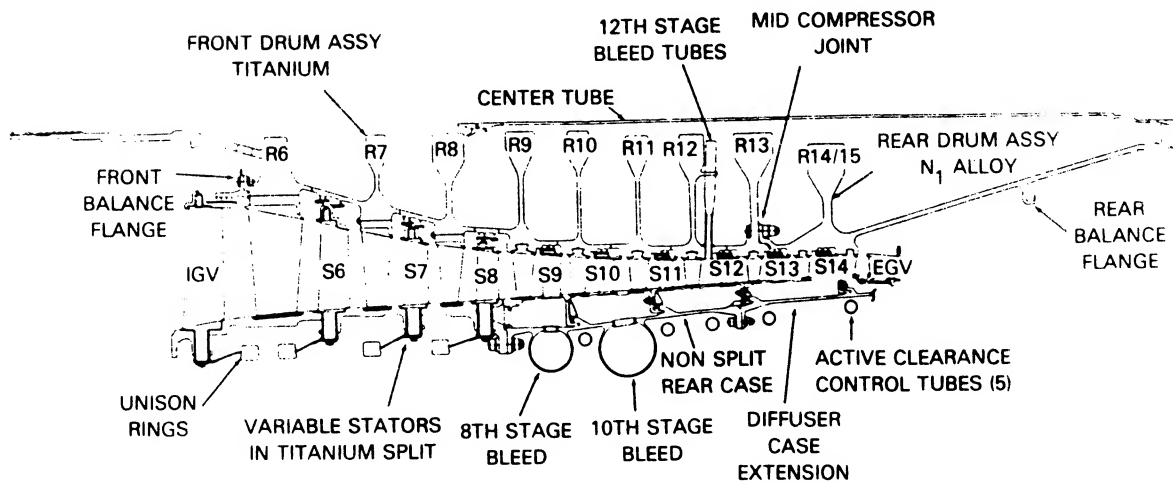 FRONT DRUM ASSY
TITANIUM
12TH STAGE
BLEED TUBES
MID COMPRESSOR
JOINT
CENTER TUBE
R6
R7
R8
R9
R10
R11
R12
R13
R14/15
REAR DRUM ASSY
N1 ALLOY
FRONT
BALANCE
FLANGE
REAR
BALANCE
FLANGE
IGV
S6
S7
S8
S9
S10
S11
S12
S13
S14
EGV
UNISON
RINGS
VARIABLE STATORS
IN TITANIUM SPLIT
8TH STAGE
BLEED
10TH STAGE
BLEED
NON SPLIT
REAR CASE
DIFFUSER
CASE
EXTENSION
ACTIVE CLEARANCE
CONTROL TUBES (5)